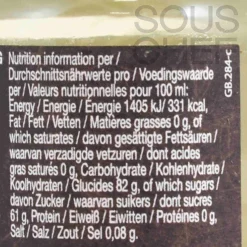 SOUS
CHEF
Nutrition information per /
Durchschnittsnährwerte pro / Voedingswaarde
per / Valeurs nutritionnelles pour 100 ml:
Energy / Energie / Energie 1405 kJ/ 331 kcal,
Fat / Fett / Vetten / Matières grasses 0 g, of
which saturates / davon gesättigte Fettsäuren /
waarvan verzadigde vetzuren / dont acides
gras saturés 0 g, Carbohydrate / Kohlenhydrate /
Koolhydraten / Glucides 82 g, of which sugars /
davon Zucker / waarvan suikers / dont sucres
61 g, Protein / Eiweiß / Eiwitten / Protéines 0 g,
Salt / Salz / Zout / Sel 0,08 g.
GB.284-c